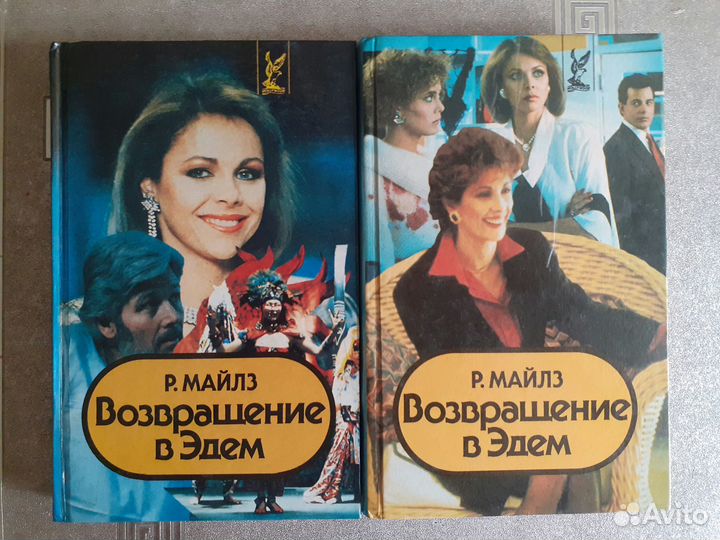 Р. МАЙЛЗ
Возвращение
в Эдем
Р. МАЙЛЗ
Возвращение
в Эдем
Avito